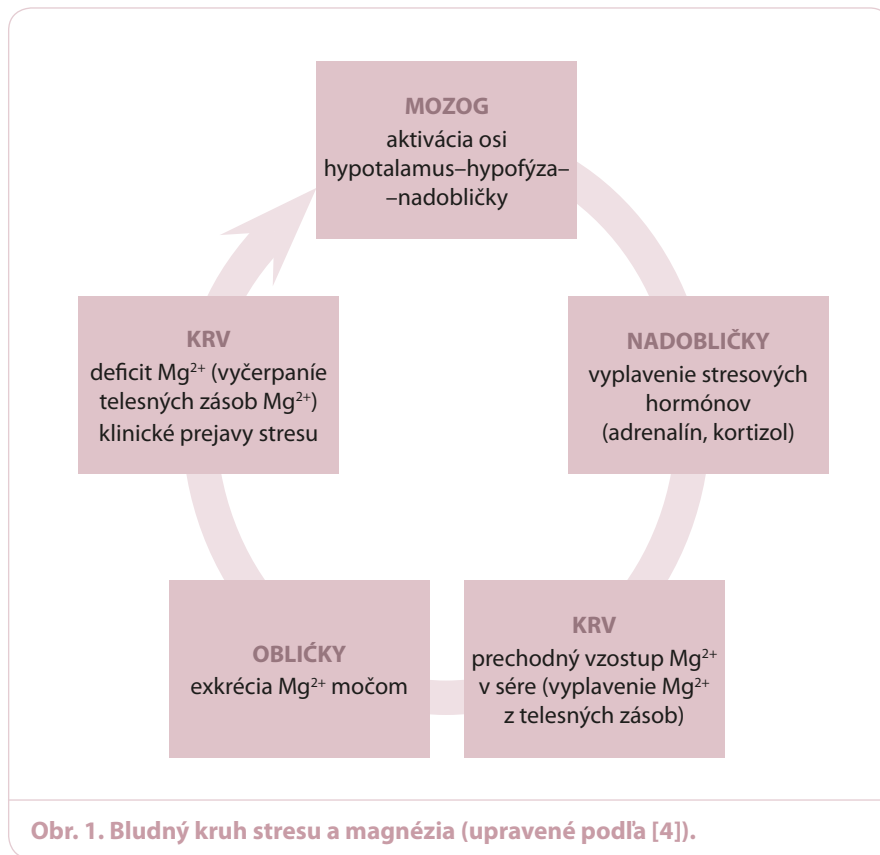 MOZOG
aktivácia osi
hypotalamus–hypofýza–
–nadobličky
NADOBLIČKY
vyplavenie stresových
hormónov
(adrenalín, kortizol)
KRV
prechodný vzostup Mg²⁺
v sére (vyplavenie Mg²⁺
z telesných zásob)
OBLIĆKY
exkrécia Mg²⁺ močom
KRV
deficit Mg²⁺ (vyčerpaníe
telesných zásob Mg²⁺)
klinické prejavy stresu
Obr. 1. Bludný kruh stresu a magnézia (upravené podľa [4]).